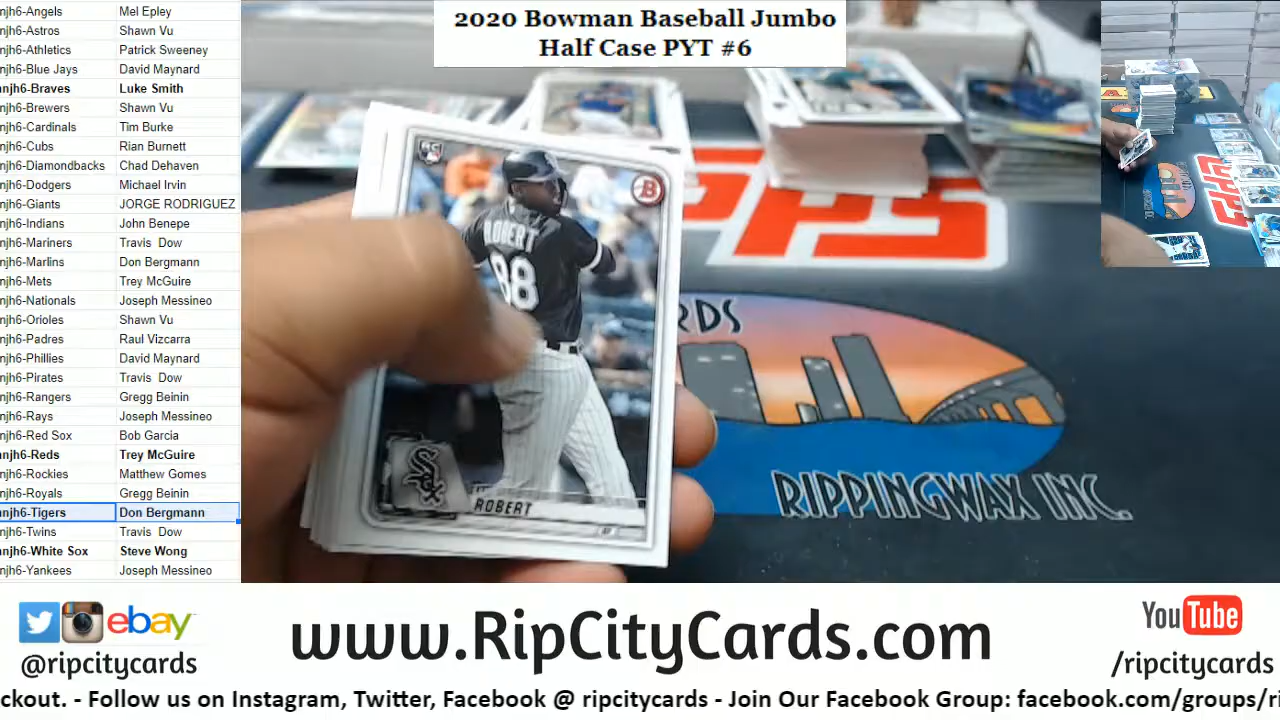 2020 Bowman Baseball Jumbo
Half Case PYT #6
njh6-Angels Mel Epley
njh6-Astros Shawn Vu
njh6-Athletics Patrick Sweeney
njh6-Blue Jays David Maynard
njh6-Braves Luke Smith
njh6-Brewers Shawn Vu
njh6-Cardinals Tim Burke
njh6-Cubs Rian Burnett
njh6-Diamondbacks Chad Dehaven
njh6-Dodgers Michael Irvin
njh6-Giants JORGE RODRIGUEZ
njh6-Indians John Benepe
njh6-Mariners Travis Dow
njh6-Marlins Don Bergmann
njh6-Mets Trey McGuire
njh6-Nationals Joseph Messineo
njh6-Orioles Shawn Vu
njh6-Padres Raul Vizcarra
njh6-Phillies David Maynard
njh6-Pirates Travis Dow
njh6-Rangers Gregg Beinin
njh6-Rays Joseph Messineo
njh6-Red Sox Bob Garcia
njh6-Reds Trey McGuire
njh6-Rockies Matthew Gomes
njh6-Royals Gregg Beinin
njh6-Tigers Don Bergmann
njh6-Twins Travis Dow
njh6-White Sox Steve Wong
njh6-Yankees Joseph Messineo
RC
B
ROBERT
88
Sox
ROBERT
PPS
RDS
RIPPINGWAX INC.
ebay
@ripcitycards
www.RipCityCards.com
YouTube
/ripcitycards
ckout. - Follow us on Instagram, Twitter, Facebook @ ripcitycards - Join Our Facebook Group: facebook.com/groups/ri